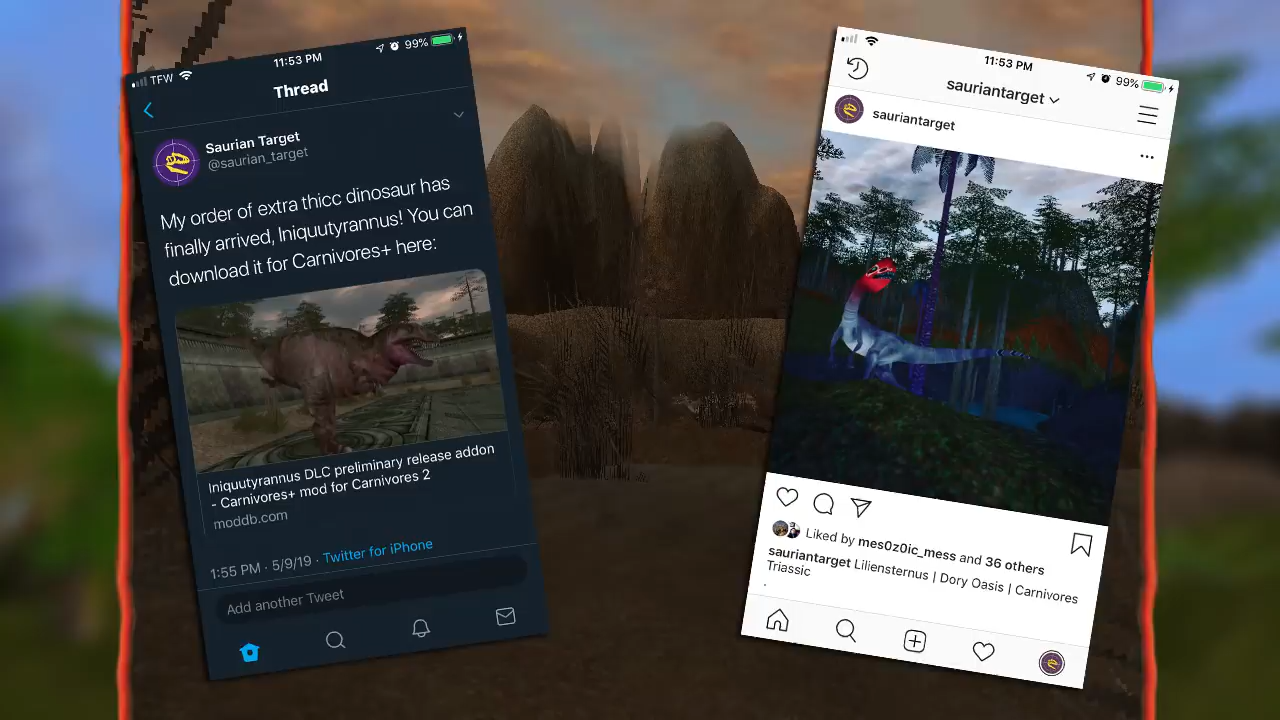 TFW
11:53 PM
99%
Thread
Saurian Target
@saurian_target
My order of extra thicc dinosaur has
finally arrived, Iniquutyrannus! You can
download it for Carnivores+ here:
Iniquutyrannus DLC preliminary release addon
- Carnivores+ mod for Carnivores 2
moddb.com
1:55 PM · 5/9/19 · Twitter for iPhone
Add another Tweet
11:53 PM
99%
sauriantarget
sauriantarget
Liked by mes0z0ic_mess and 36 others
sauriantarget Liliensternus | Dory Oasis | Carnivores
Triassic
.